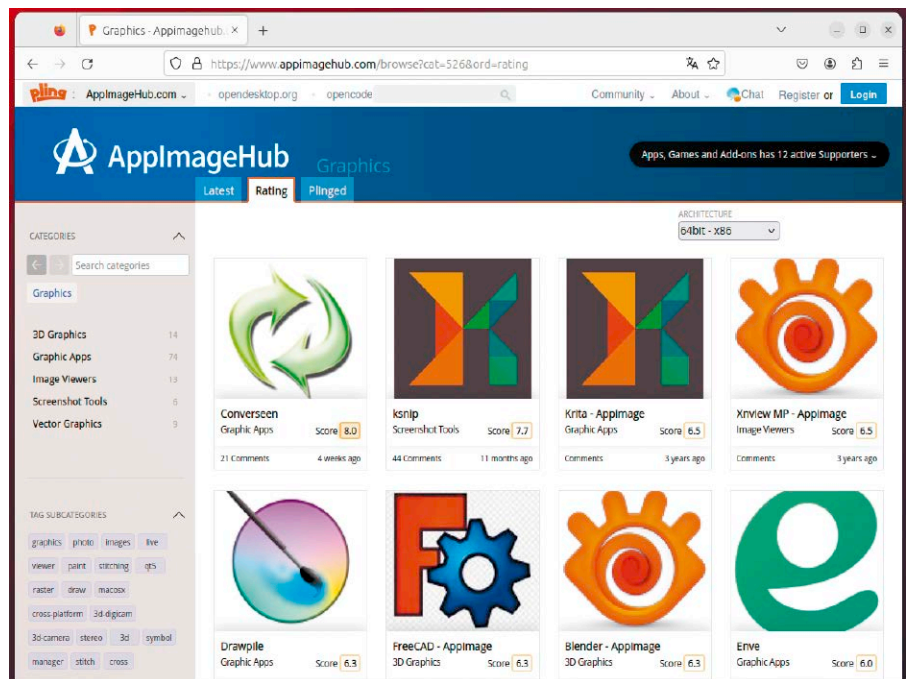 Graphics - Appimagehub.
https://www.appimagehub.com/browse?cat=526&ord=rating
pling : AppImageHub.com opendesktop.org opencode Community About Chat Register or Login
AppImageHub Graphics
Apps, Games and Add-ons has 12 active Supporters
Latest Rating Plinged
ARCHITECTURE
64bit - x86
CATEGORIES
Search categories
Graphics
3D Graphics 14
Graphic Apps 74
Image Viewers 13
Screenshot Tools 6
Vector Graphics 9
TAG SUBCATEGORIES
graphics photo images live
viewer paint stitching qt5
raster draw macosx
cross-platform 3d-digicam
3d-camera stereo 3d symbol
manager stitch cross
Converseen
Graphic Apps Score 8.0
21 Comments 4 weeks ago
ksnip
Screenshot Tools Score 7.7
44 Comments 11 months ago
Krita - AppImage
Graphic Apps Score 6.5
Comments 3 years ago
Xnview MP - AppImage
Image Viewers Score 6.5
Comments 3 years ago
Drawpile
Graphic Apps Score 6.3
FreeCAD - AppImage
3D Graphics Score 6.3
Blender - AppImage
3D Graphics Score 6.3
Enve
Graphic Apps Score 6.0